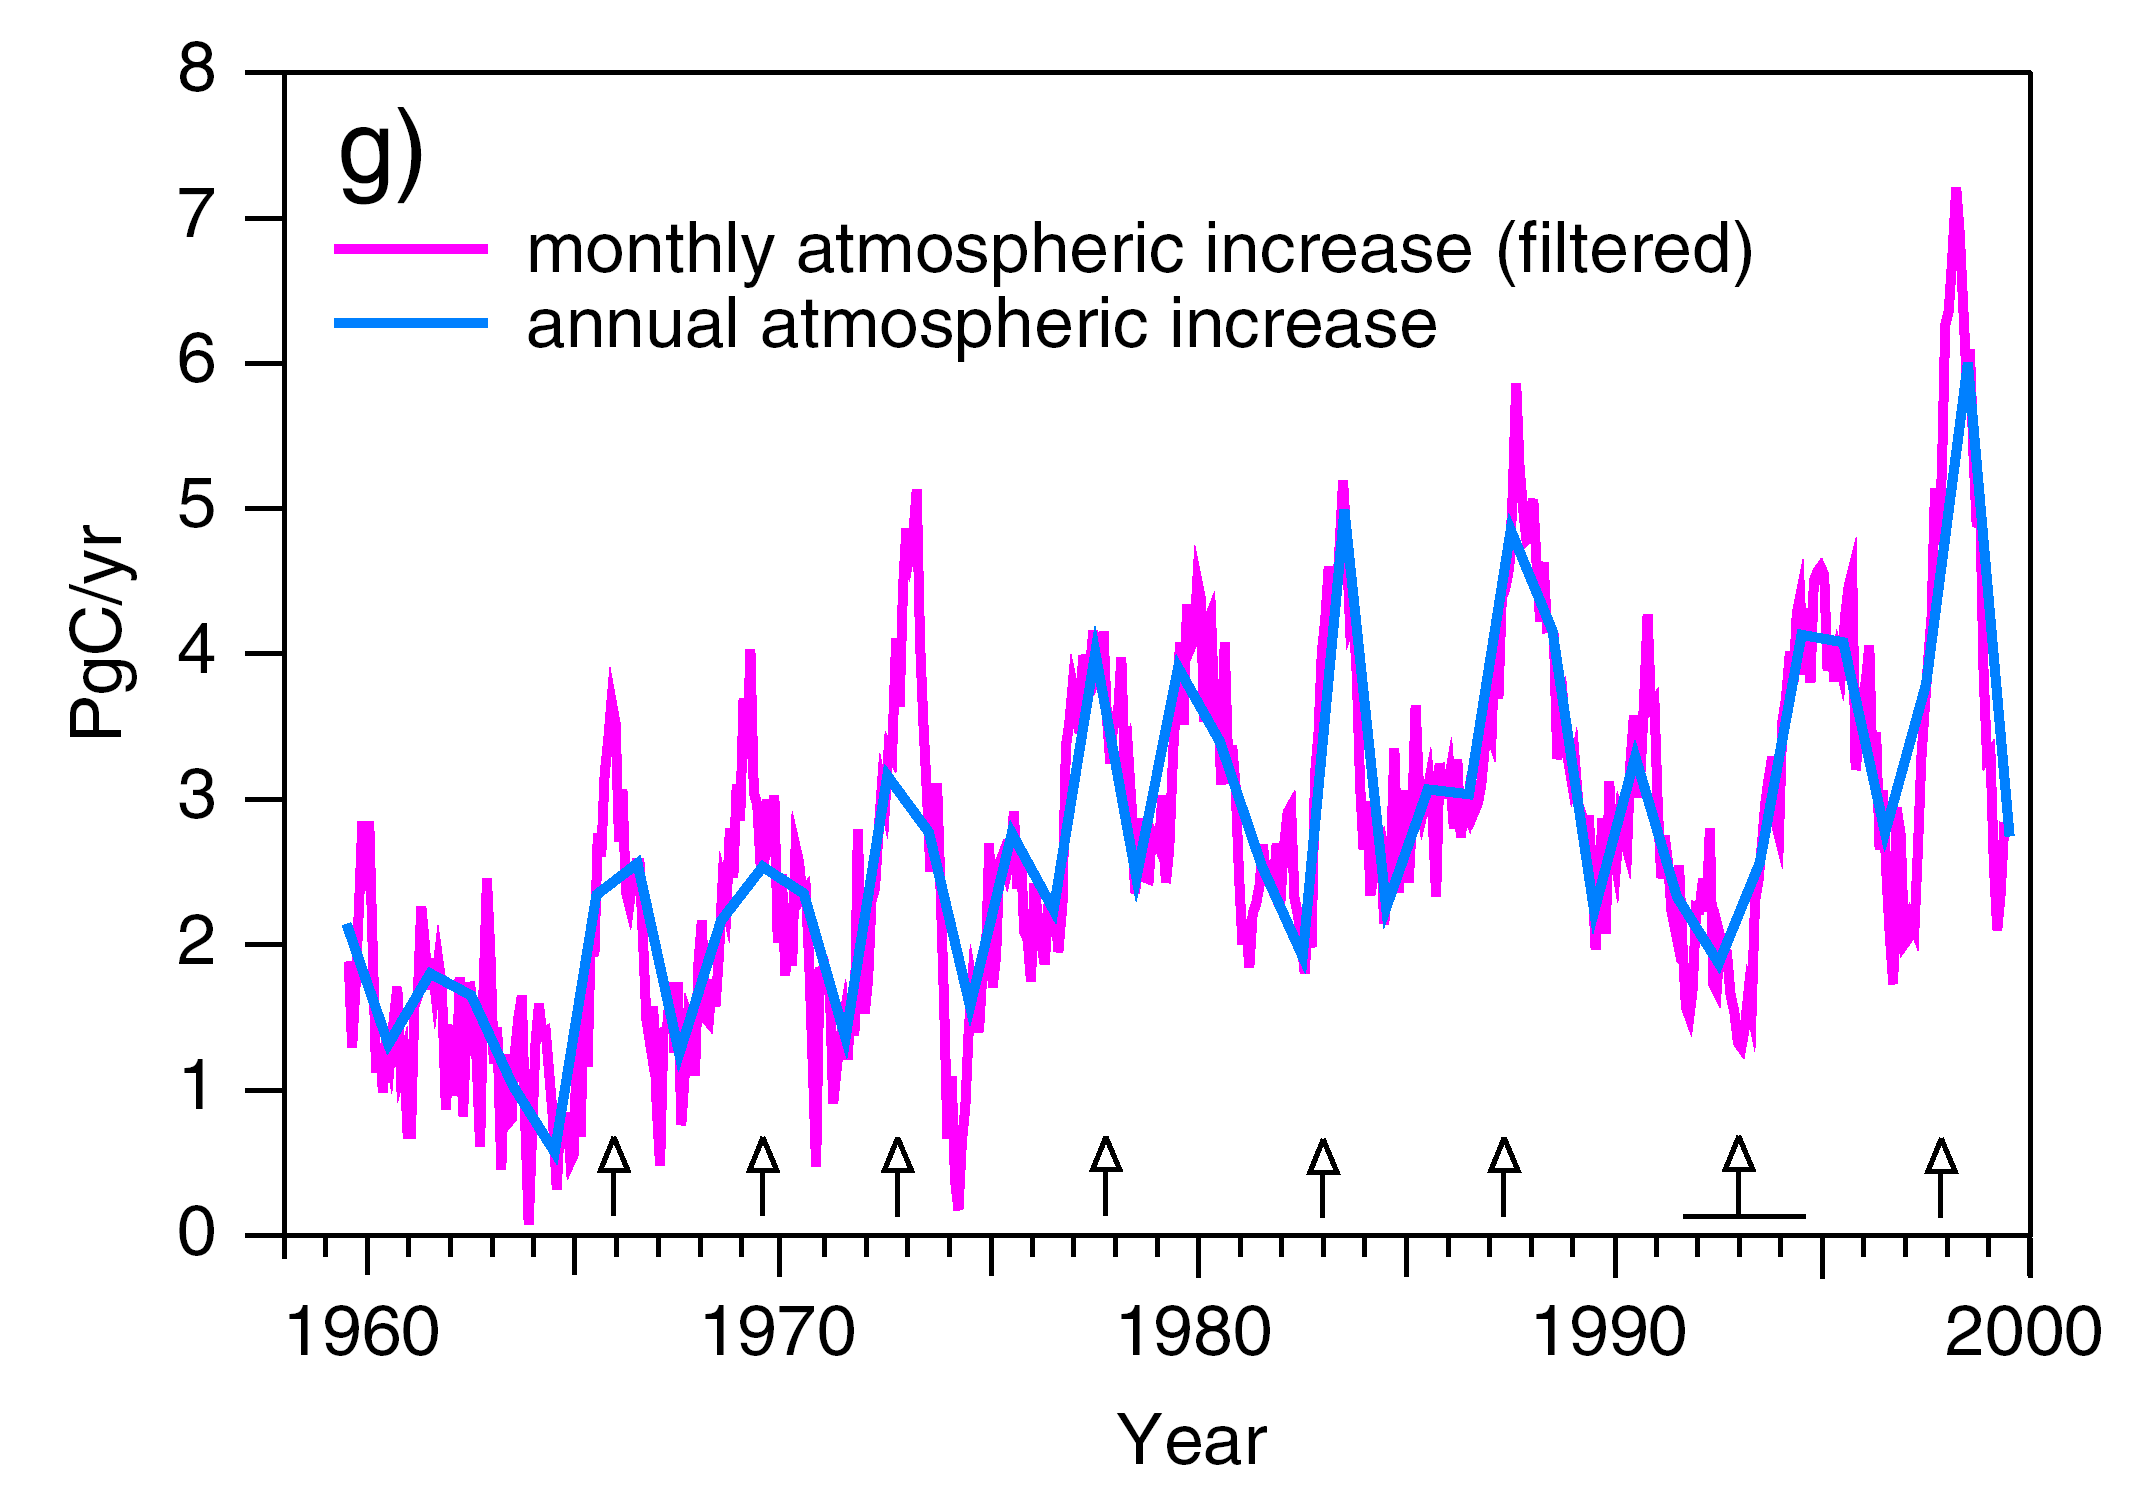 g)
monthly atmospheric increase (filtered)
annual atmospheric increase
8
7
6
5
4
3
2
1
0
PgC/yr
1960 1970 1980 1990 2000
Year